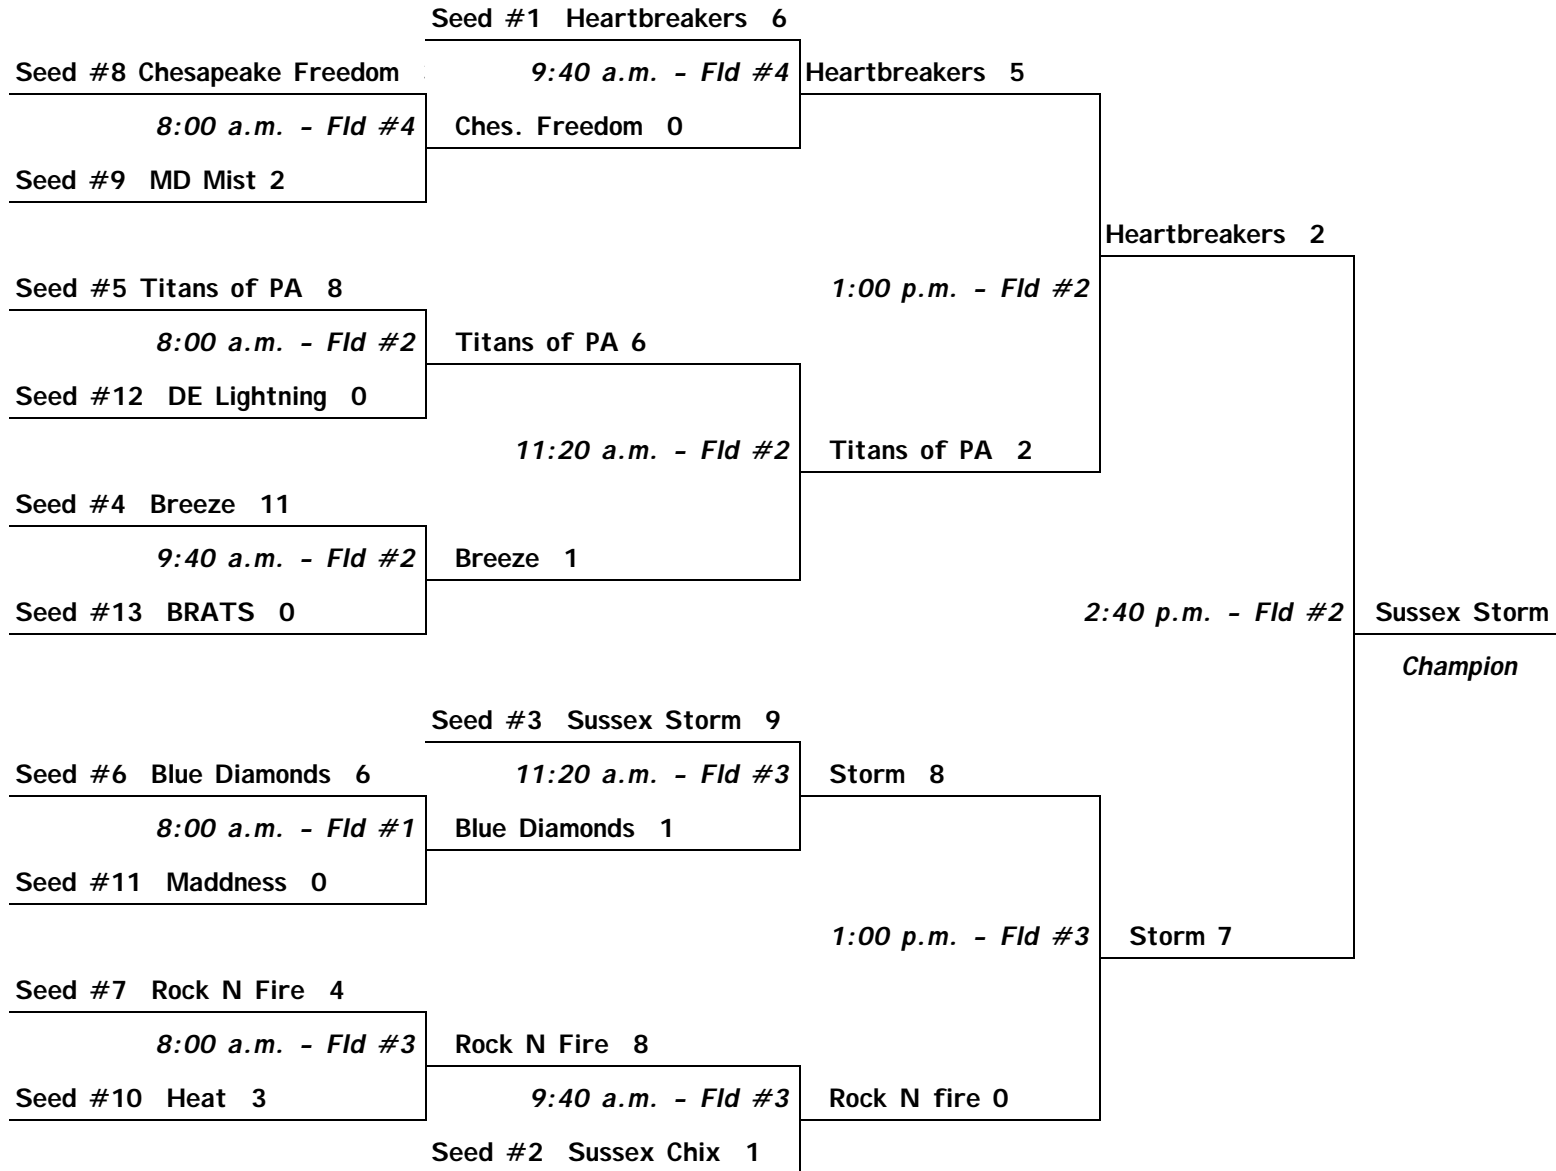 Seed #1 Heartbreakers 6
Seed #8 Chesapeake Freedom
9:40 a.m. - Fld #4
Heartbreakers 5
8:00 a.m. - Fld #4
Ches. Freedom 0
Seed #9 MD Mist 2
Heartbreakers 2
Seed #5 Titans of PA 8
1:00 p.m. - Fld #2
8:00 a.m. - Fld #2
Titans of PA 6
Seed #12 DE Lightning 0
11:20 a.m. - Fld #2
Titans of PA 2
Seed #4 Breeze 11
9:40 a.m. - Fld #2
Breeze 1
Seed #13 BRATS 0
2:40 p.m. - Fld #2
Sussex Storm
Champion
Seed #3 Sussex Storm 9
Seed #6 Blue Diamonds 6
11:20 a.m. - Fld #3
Storm 8
8:00 a.m. - Fld #1
Blue Diamonds 1
Seed #11 Maddness 0
1:00 p.m. - Fld #3
Storm 7
Seed #7 Rock N Fire 4
8:00 a.m. - Fld #3
Rock N Fire 8
Seed #10 Heat 3
9:40 a.m. - Fld #3
Rock N fire 0
Seed #2 Sussex Chix 1